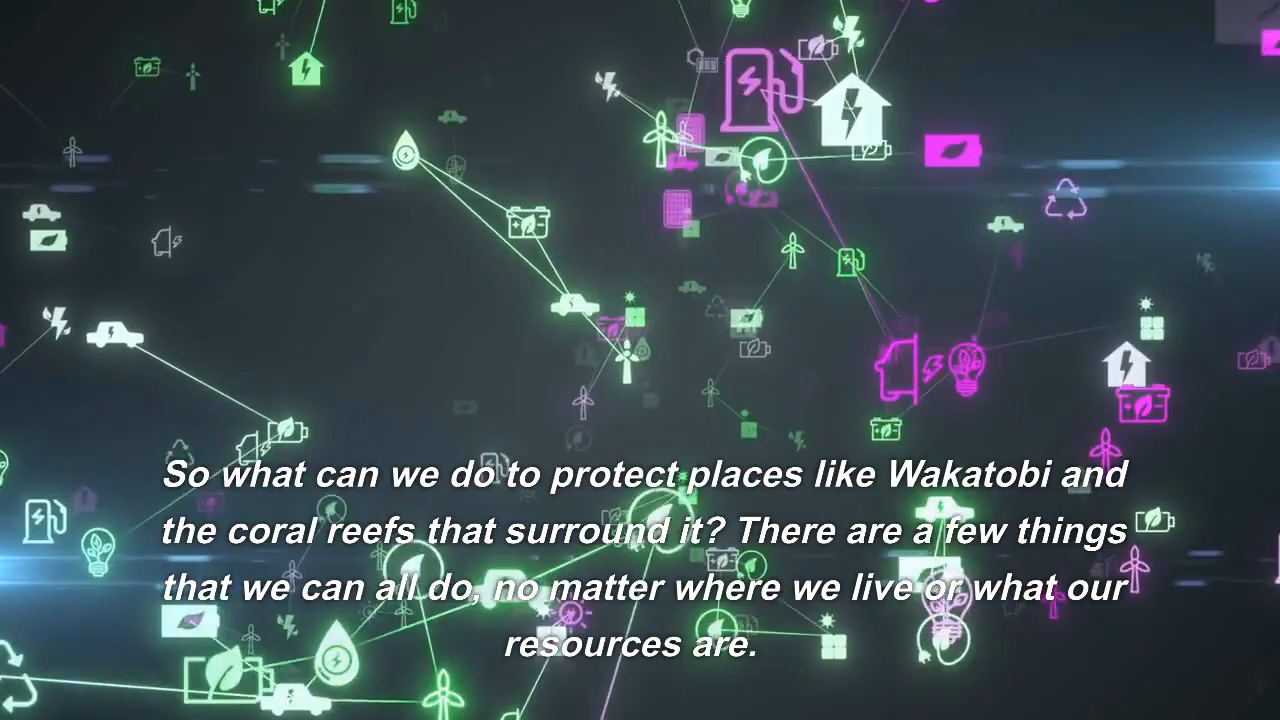 So what can we do to protect places like Wakatobi and
the coral reefs that surround it? There are a few things
that we can all do, no matter where we live or what our
resources are.